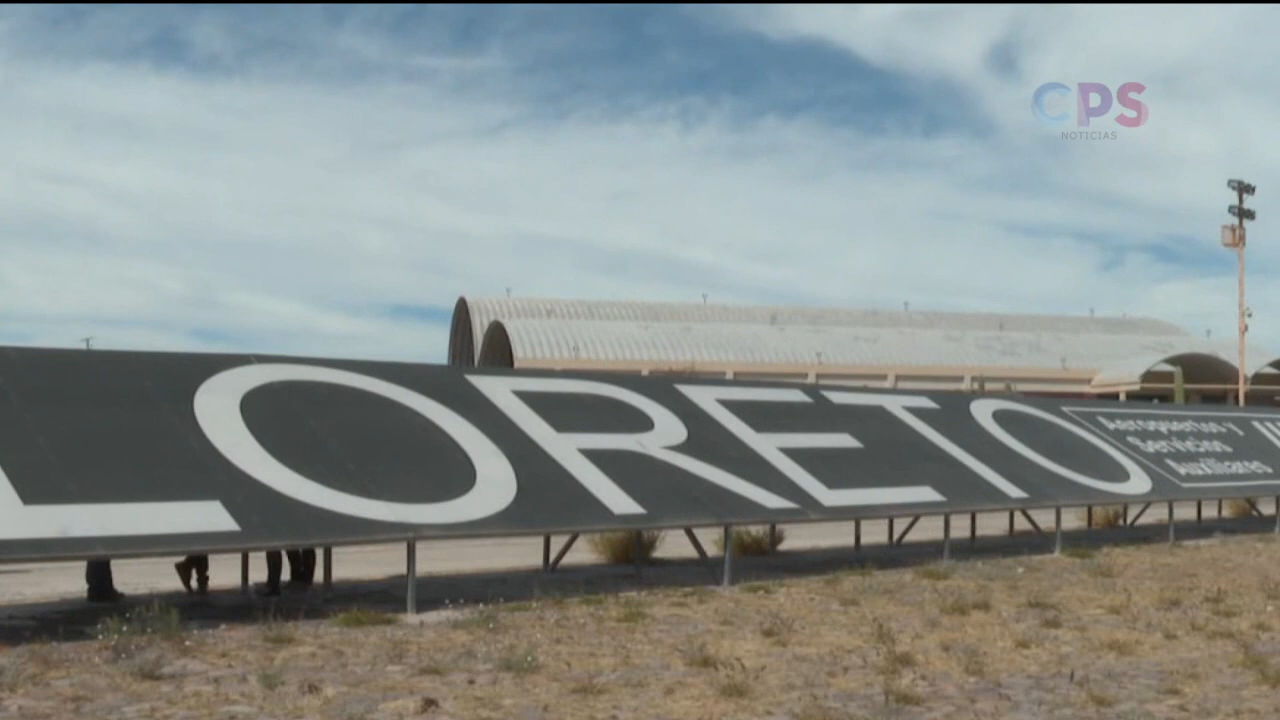 CPS
NOTICIAS
LORETO
Aeropuertos y
Servicios
Auxiliares